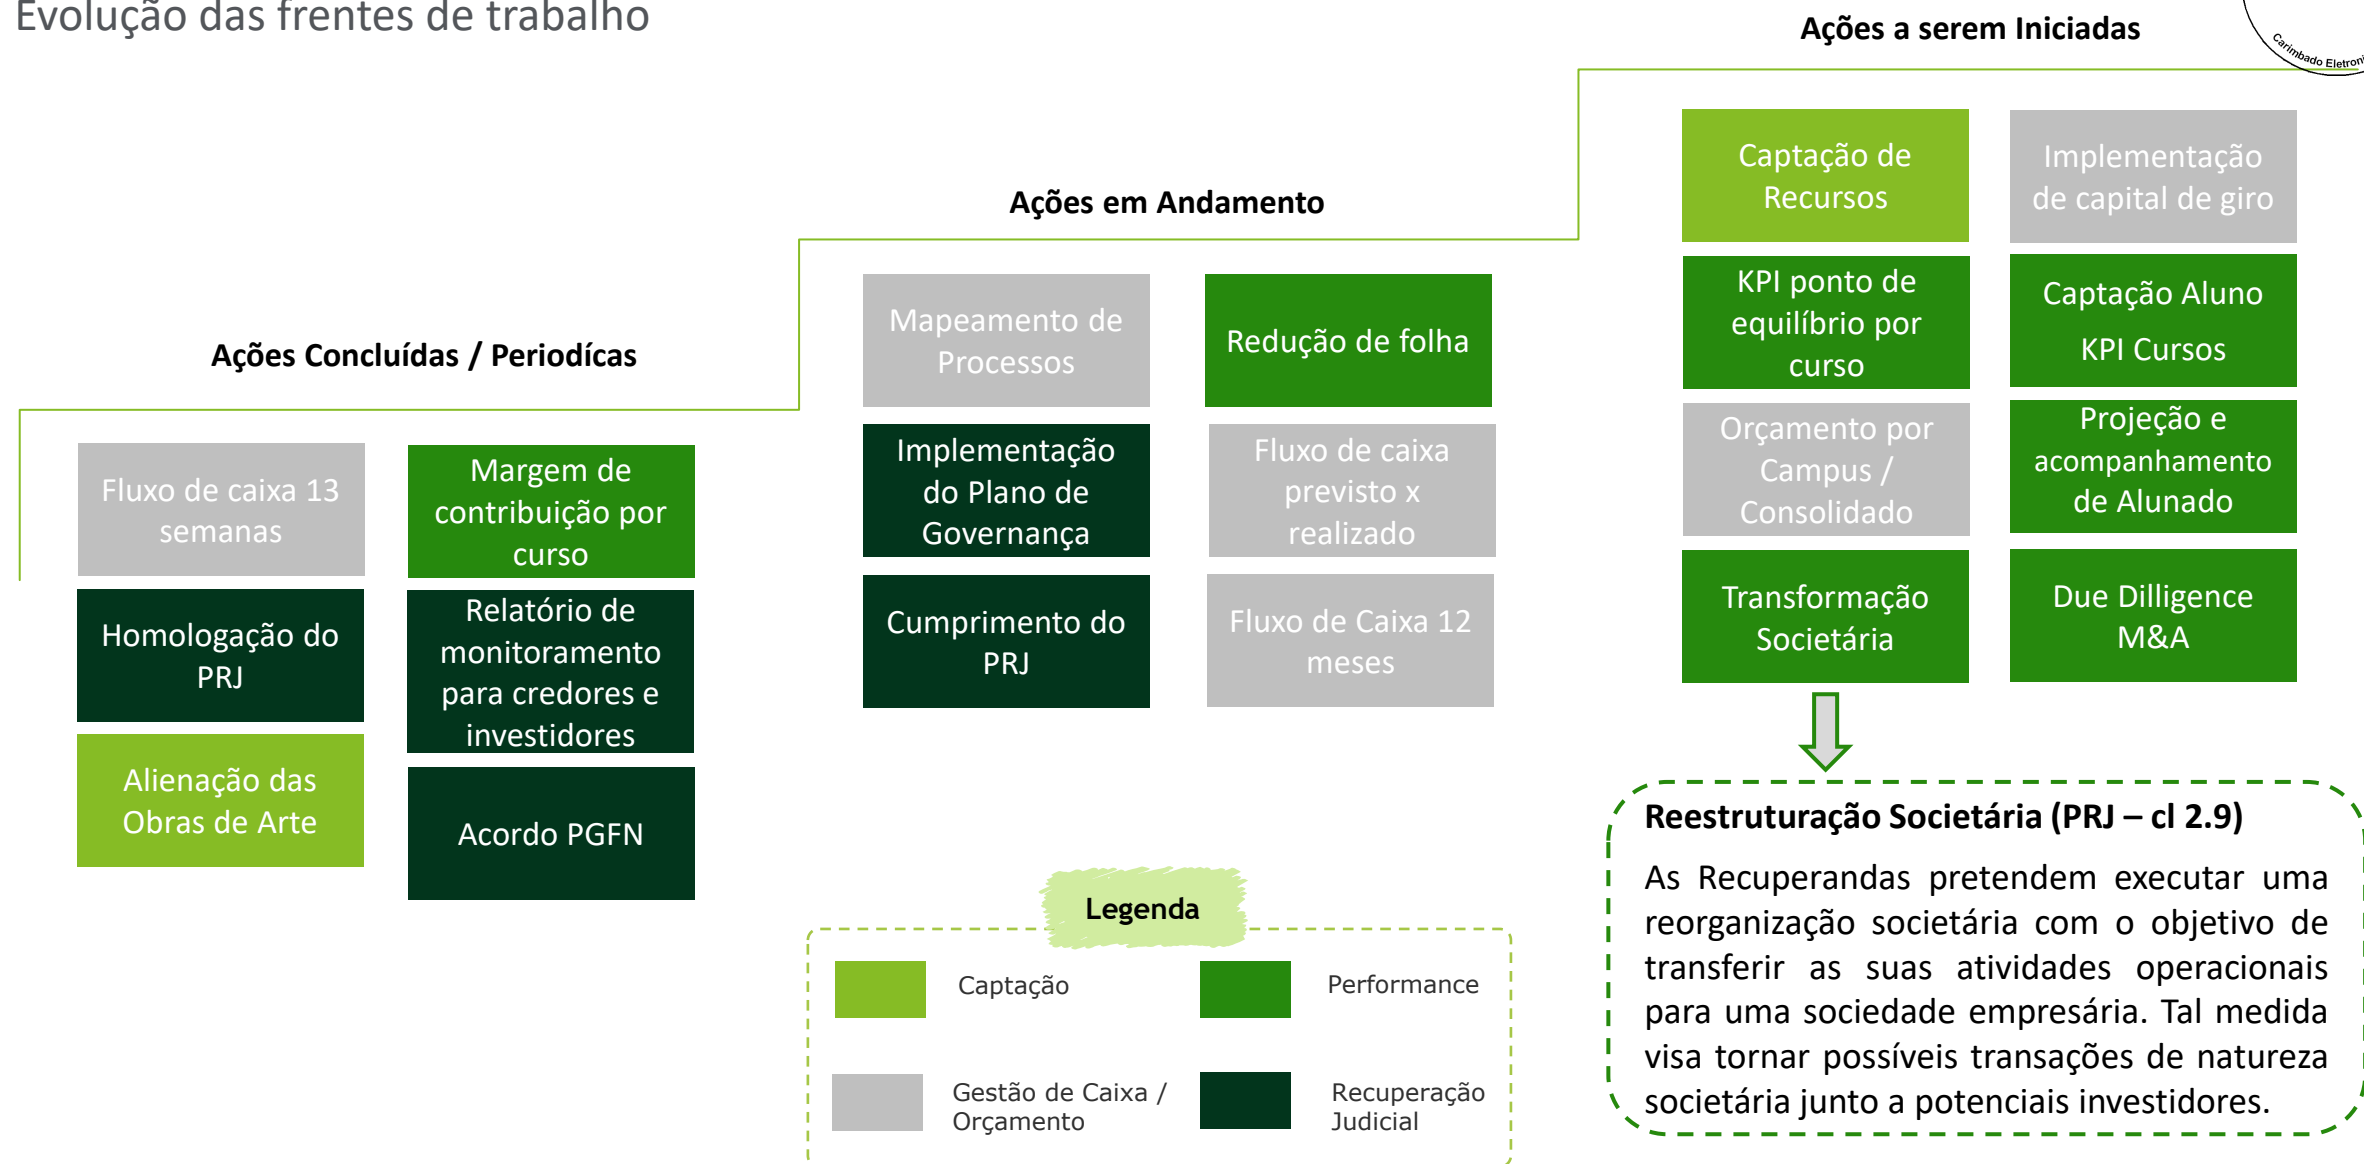 Evolução das frentes de trabalho
Ações a serem Iniciadas
Carimbado
Captação de
Recursos
Implementação
de capital de giro
KPI ponto de
equilíbrio por
curso
Captação Aluno
KPI Cursos
Orçamento por
Campus /
Consolidado
Projeção e
acompanhamento
de Alunado
Transformação
Societária
Due Dilligence
M&A
Ações em Andamento
Mapeamento de
Processos
Redução de folha
Implementação
do Plano de
Governança
Fluxo de caixa
previsto x
realizado
Cumprimento do
PRJ
Fluxo de Caixa 12
meses
Ações Concluídas / Periodícas
Fluxo de caixa 13
semanas
Margem de
contribuição por
curso
Homologação do
PRJ
Relatório de
monitoramento
para credores e
investidores
Alienação das
Obras de Arte
Acordo PGFN
Reestruturação Societária (PRJ – cl 2.9)
As Recuperandas pretendem executar uma
reorganização societária com o objetivo de
transferir as suas atividades operacionais
para uma sociedade empresária. Tal medida
visa tornar possíveis transações de natureza
societária junto a potenciais investidores.
Legenda
Captação
Performance
Gestão de Caixa /
Orçamento
Recuperação
Judicial